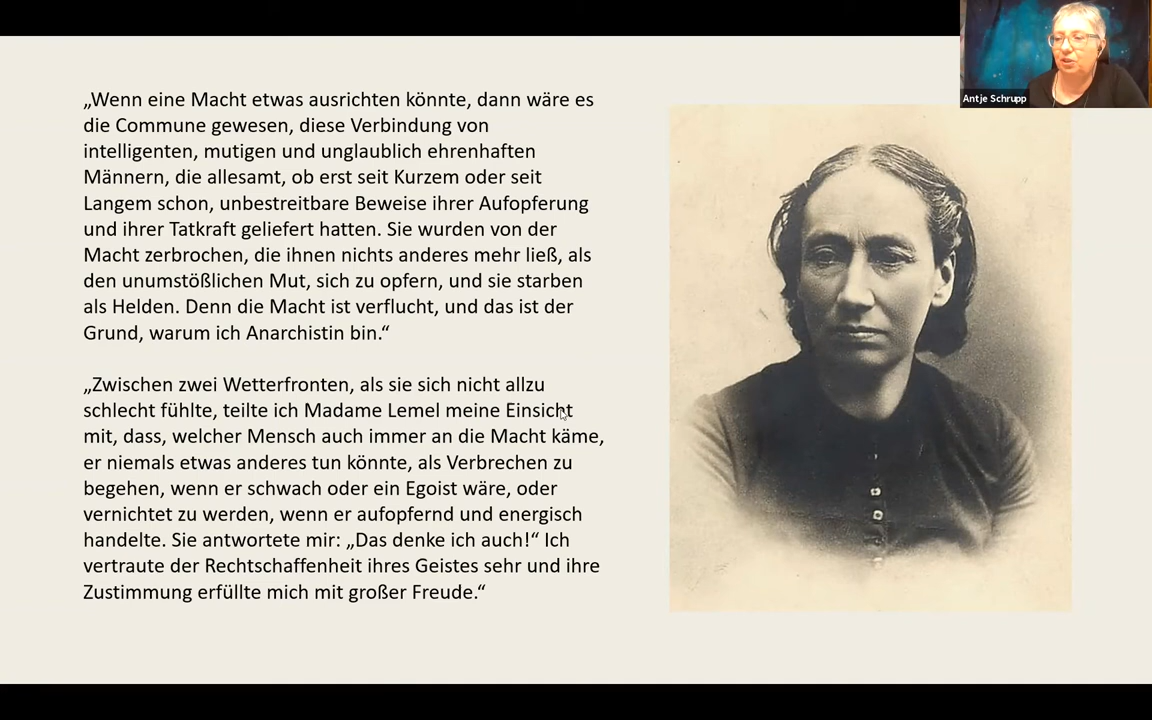 Antje Schrupp
„Wenn eine Macht etwas ausrichten könnte, dann wäre es
die Commune gewesen, diese Verbindung von
intelligenten, mutigen und unglaublich ehrenhaften
Männern, die allesamt, ob erst seit Kurzem oder seit
Langem schon, unbestreitbare Beweise ihrer Aufopferung
und ihrer Tatkraft geliefert hatten. Sie wurden von der
Macht zerbrochen, die ihnen nichts anderes mehr ließ, als
den unumstößlichen Mut, sich zu opfern, und sie starben
als Helden. Denn die Macht ist verflucht, und das ist der
Grund, warum ich Anarchistin bin.“
„Zwischen zwei Wetterfronten, als sie sich nicht allzu
schlecht fühlte, teilte ich Madame Lemel meine Einsicht
mit, dass, welcher Mensch auch immer an die Macht käme,
er niemals etwas anderes tun könnte, als Verbrechen zu
begehen, wenn er schwach oder ein Egoist wäre, oder
vernichtet zu werden, wenn er aufopfernd und energisch
handelte. Sie antwortete mir: „Das denke ich auch!“ Ich
vertraute der Rechtschaffenheit ihres Geistes sehr und ihre
Zustimmung erfüllte mich mit großer Freude.“